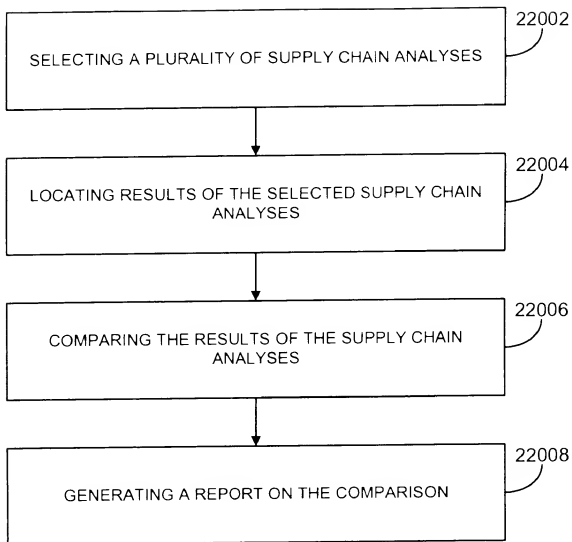 22002
SELECTING A PLURALITY OF SUPPLY CHAIN ANALYSES
22004
LOCATING RESULTS OF THE SELECTED SUPPLY CHAIN
ANALYSES
22006
COMPARING THE RESULTS OF THE SUPPLY CHAIN
ANALYSES
22008
GENERATING A REPORT ON THE COMPARISON